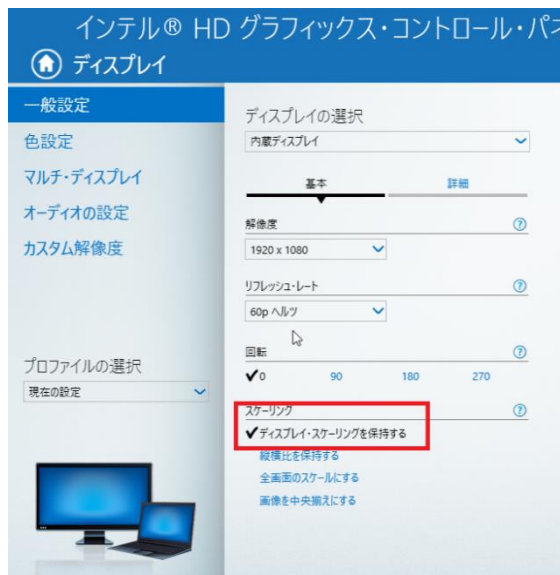 インテル® HD グラフィックス・コントロール・パネ
ディスプレイ
一般設定
色設定
マルチ・ディスプレイ
オーディオの設定
カスタム解像度
プロファイルの選択
現在の設定
ディスプレイの選択
内蔵ディスプレイ
基本 詳細
解像度 ?
1920 x 1080
リフレッシュ・レート ?
60p ヘルツ
回転 ?
✔0 90 180 270
スケーリング ?
✔ディスプレイ・スケーリングを保持する
縦横比を保持する
全画面のスケールにする
画像を中央揃えにする